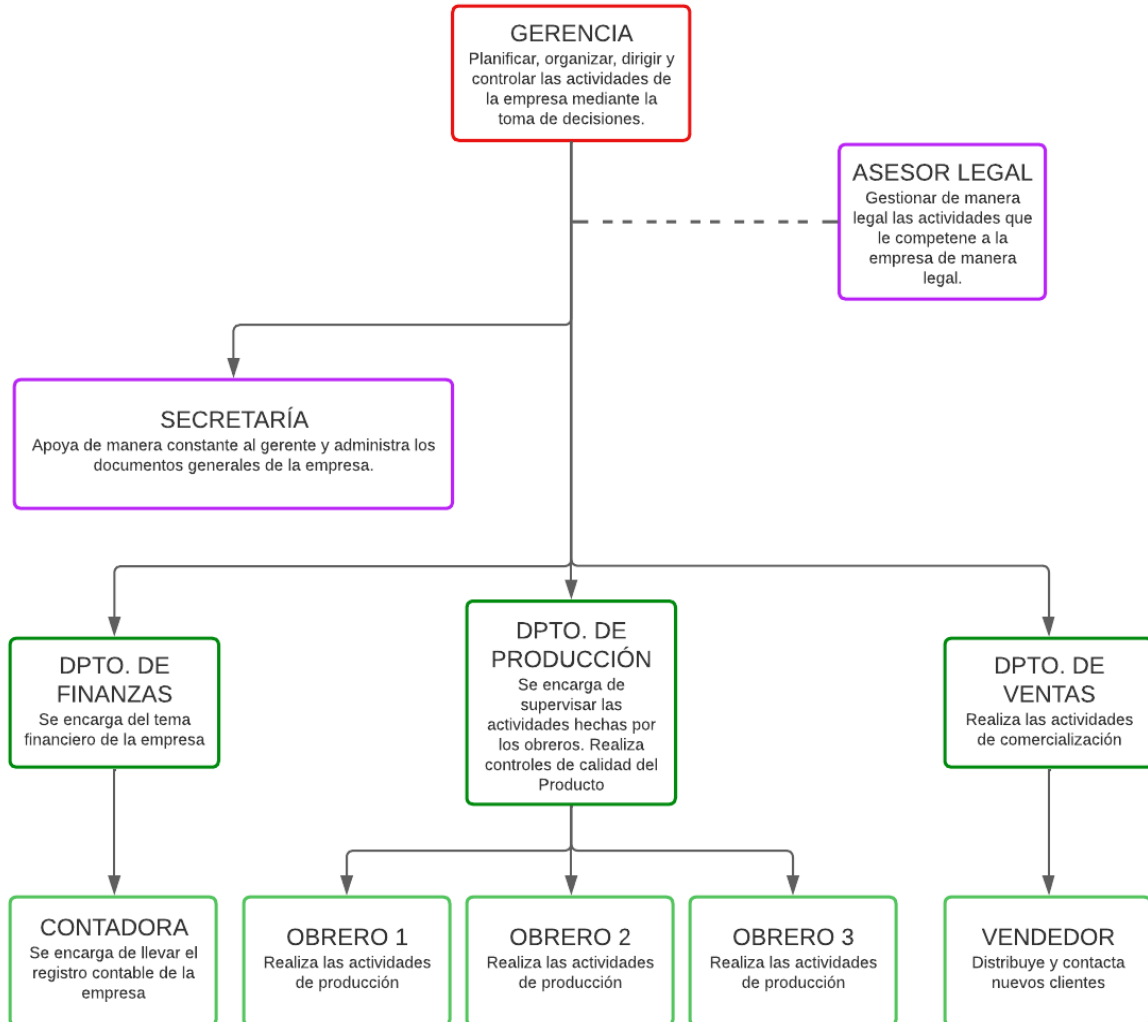 GERENCIA
Planificar, organizar, dirigir y
controlar las actividades de
la empresa mediante la
toma de decisiones.
ASESOR LEGAL
Gestionar de manera
legal las actividades que
le competene a la
empresa de manera
legal.
SECRETARÍA
Apoya de manera constante al gerente y administra los
documentos generales de la empresa.
DPTO. DE
FINANZAS
Se encarga del tema
financiero de la empresa
DPTO. DE
PRODUCCIÓN
Se encarga de
supervisar las
actividades hechas por
los obreros. Realiza
controles de calidad del
Producto
DPTO. DE
VENTAS
Realiza las actividades
de comercialización
CONTADORA
Se encarga de llevar el
registro contable de la
empresa
OBRERO 1
Realiza las actividades
de producción
OBRERO 2
Realiza las actividades
de producción
OBRERO 3
Realiza las actividades
de producción
VENDEDOR
Distribuye y contacta
nuevos clientes